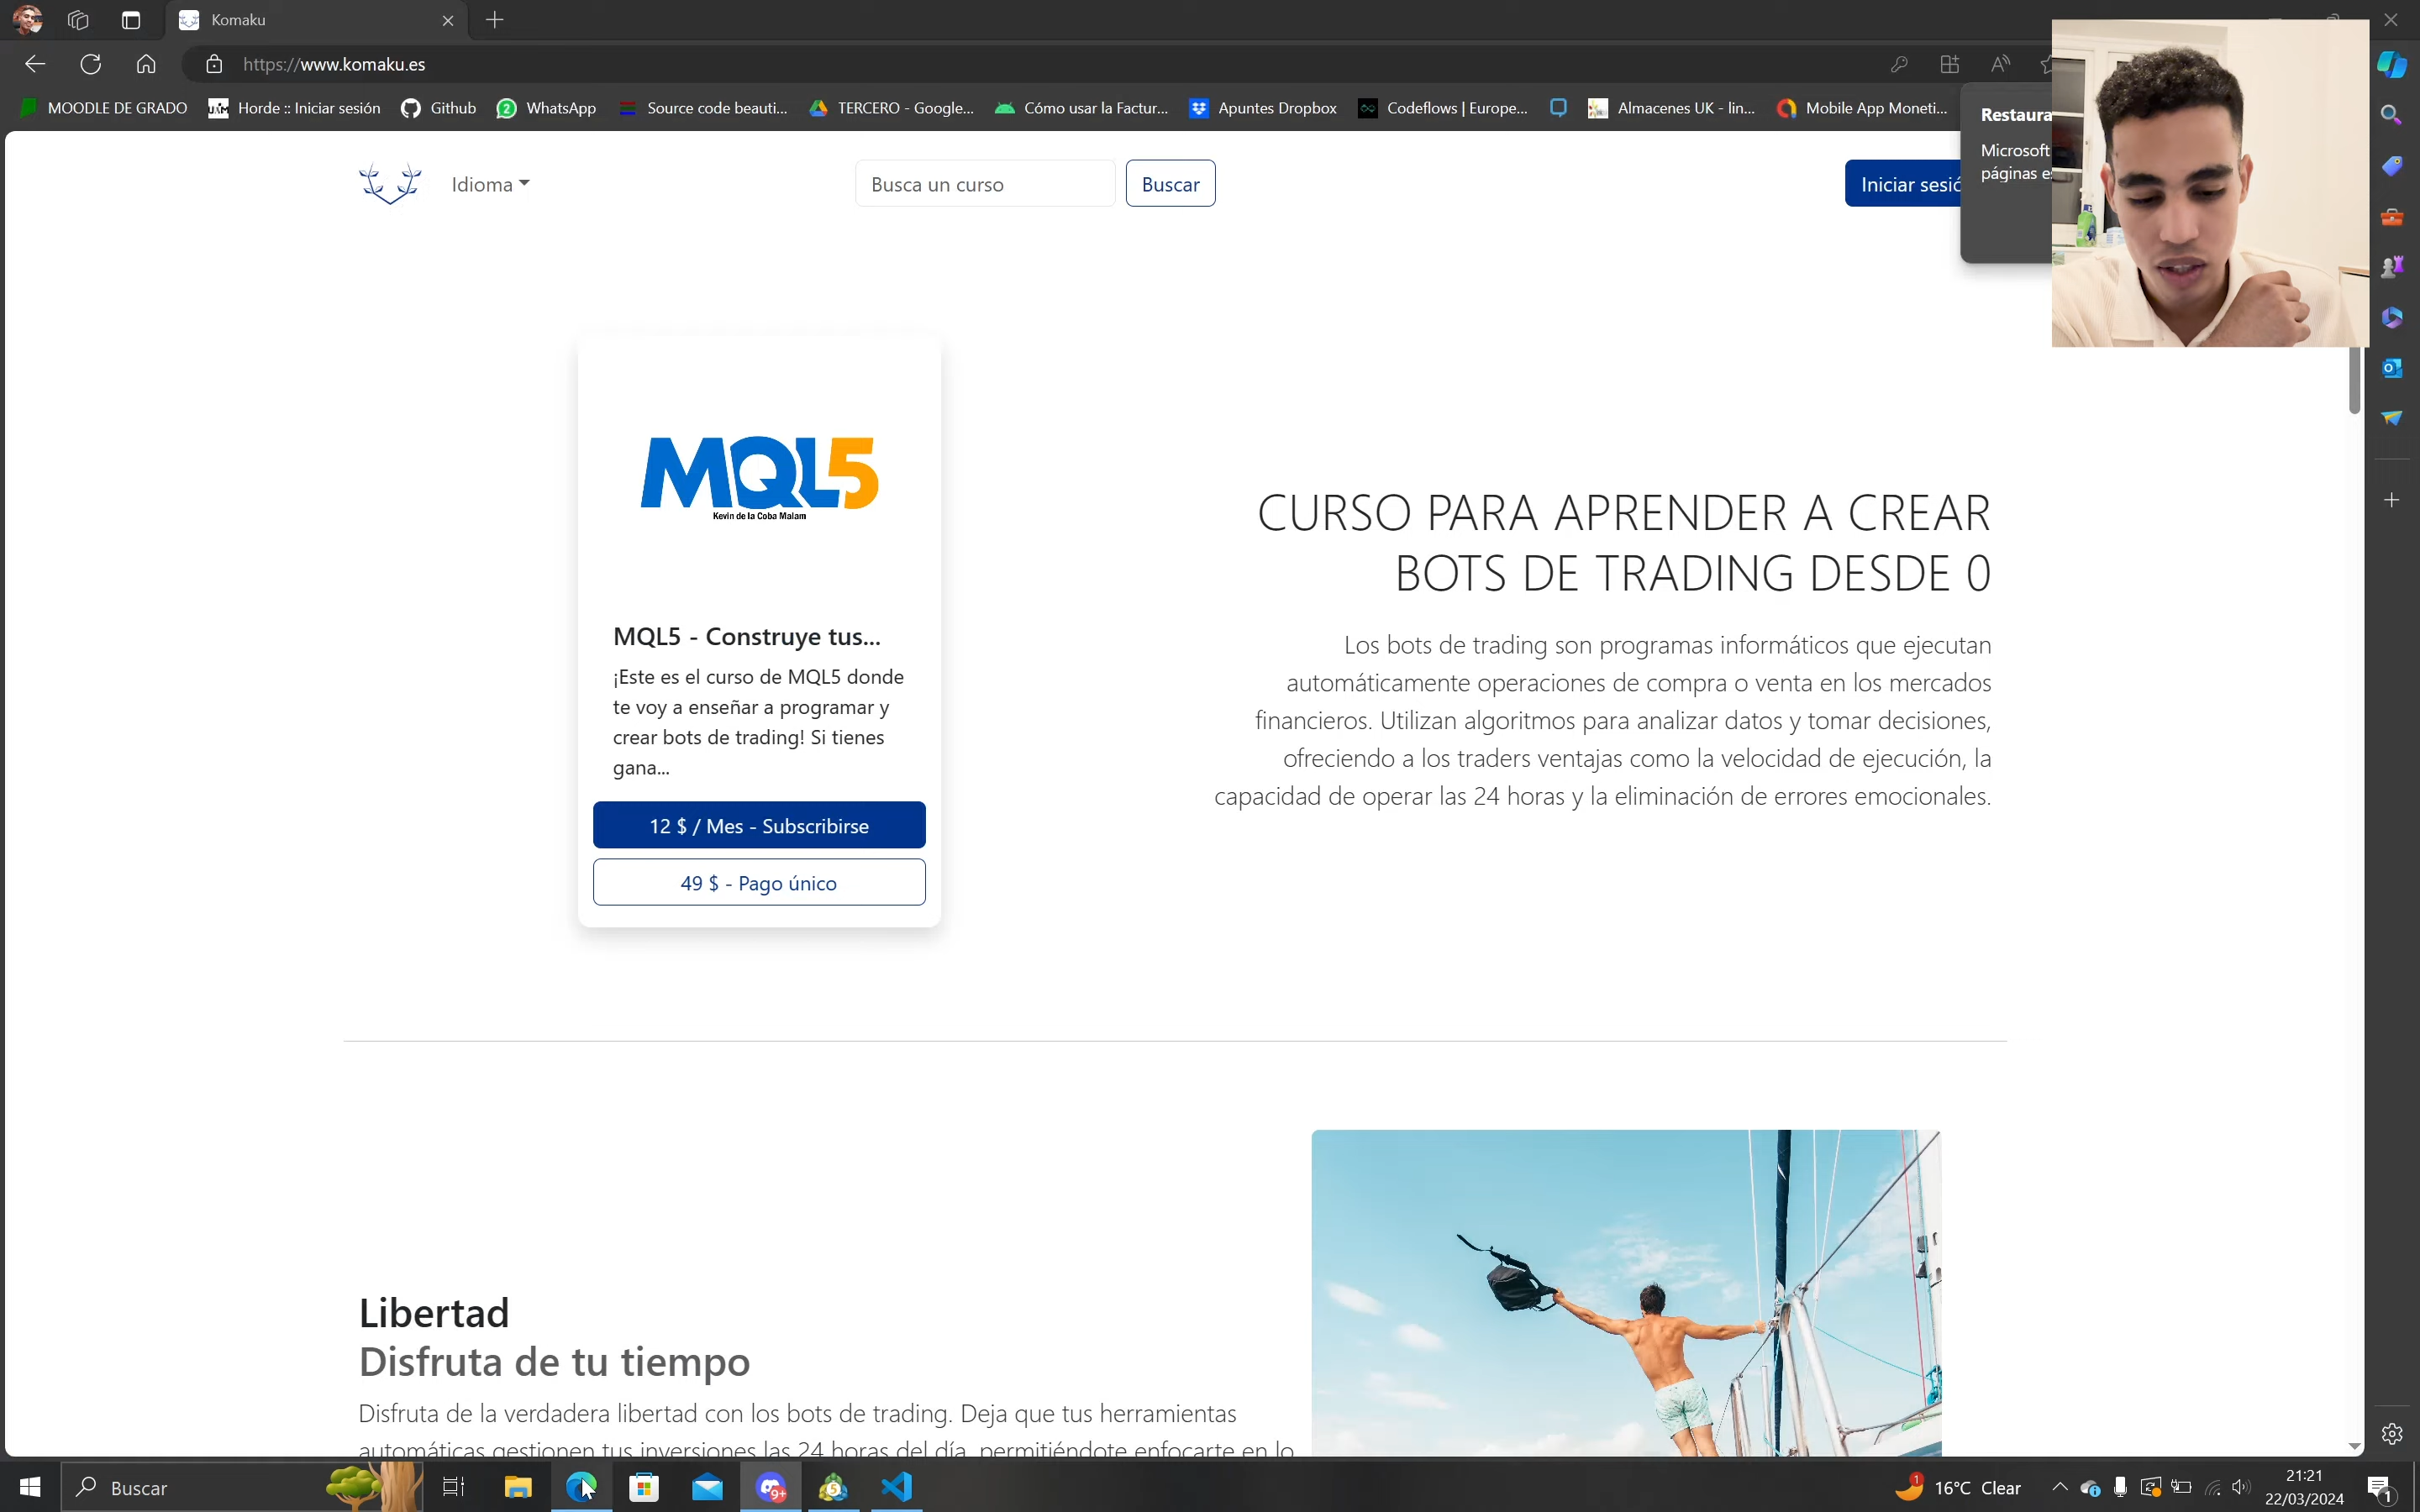 Komaku
https://www.komaku.es
MOODLE DE GRADO
Horde :: Iniciar sesión
Github
WhatsApp
Source code beauti...
TERCERO - Google...
Cómo usar la Factur...
Apuntes Dropbox
Codeflows | Europe...
Almacenes UK - lin...
Mobile App Moneti...
Restaura
Microsoft
páginas e
Idioma
Busca un curso
Buscar
Iniciar sesió
MQL5
Kevin de la Coba Malam
MQL5 - Construye tus...
¡Este es el curso de MQL5 donde
te voy a enseñar a programar y
crear bots de trading! Si tienes
gana...
12 $ / Mes - Subscribirse
49 $ - Pago único
CURSO PARA APRENDER A CREAR
BOTS DE TRADING DESDE 0
Los bots de trading son programas informáticos que ejecutan
automáticamente operaciones de compra o venta en los mercados
financieros. Utilizan algoritmos para analizar datos y tomar decisiones,
ofreciendo a los traders ventajas como la velocidad de ejecución, la
capacidad de operar las 24 horas y la eliminación de errores emocionales.
Libertad
Disfruta de tu tiempo
Disfruta de la verdadera libertad con los bots de trading. Deja que tus herramientas
automáticas gestionen tus inversiones las 24 horas del día, permitiéndote enfocarte en lo
Buscar
9+
5
1
16°C Clear
21:21
22/03/2024
1